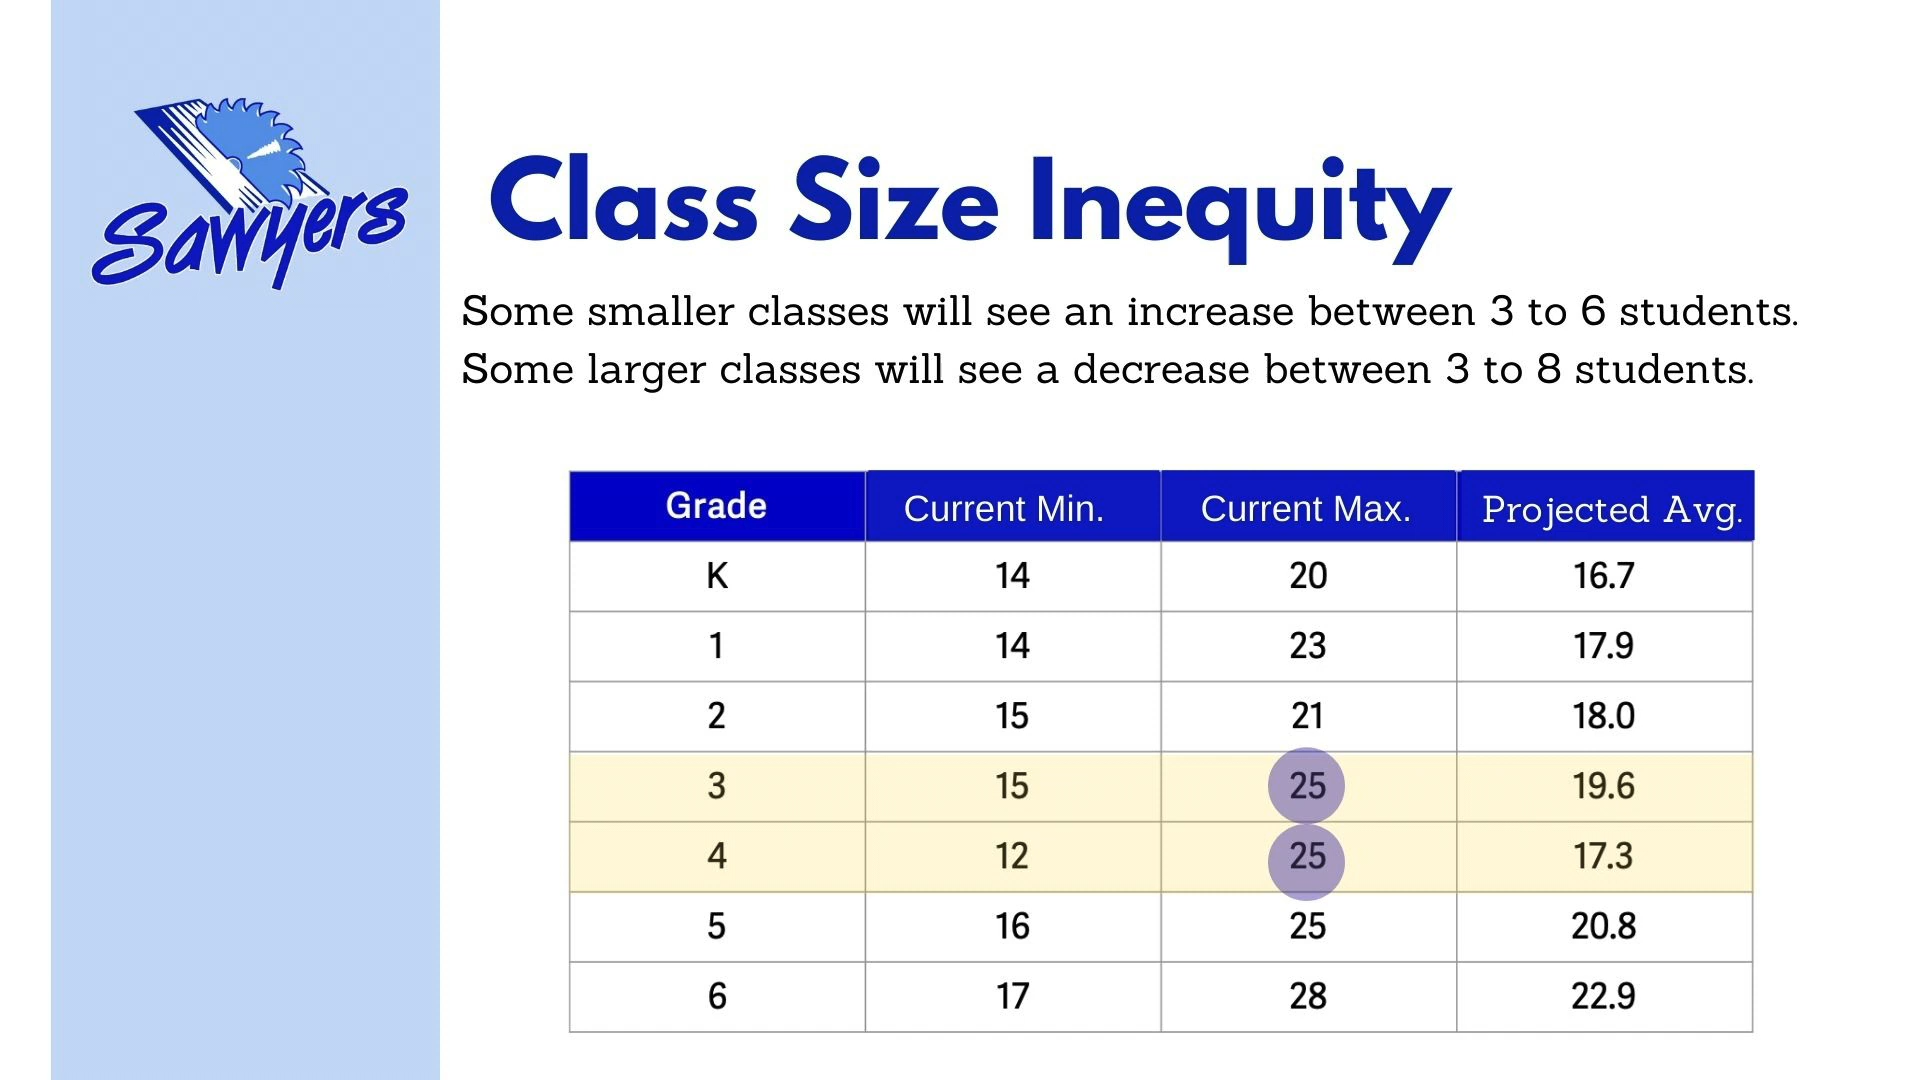 Sawyers
Class Size Inequity
Some smaller classes will see an increase between 3 to 6 students.
Some larger classes will see a decrease between 3 to 8 students.
Grade Current Min. Current Max. Projected Avg.
K 14 20 16.7
1 14 23 17.9
2 15 21 18.0
3 15 25 19.6
4 12 25 17.3
5 16 25 20.8
6 17 28 22.9